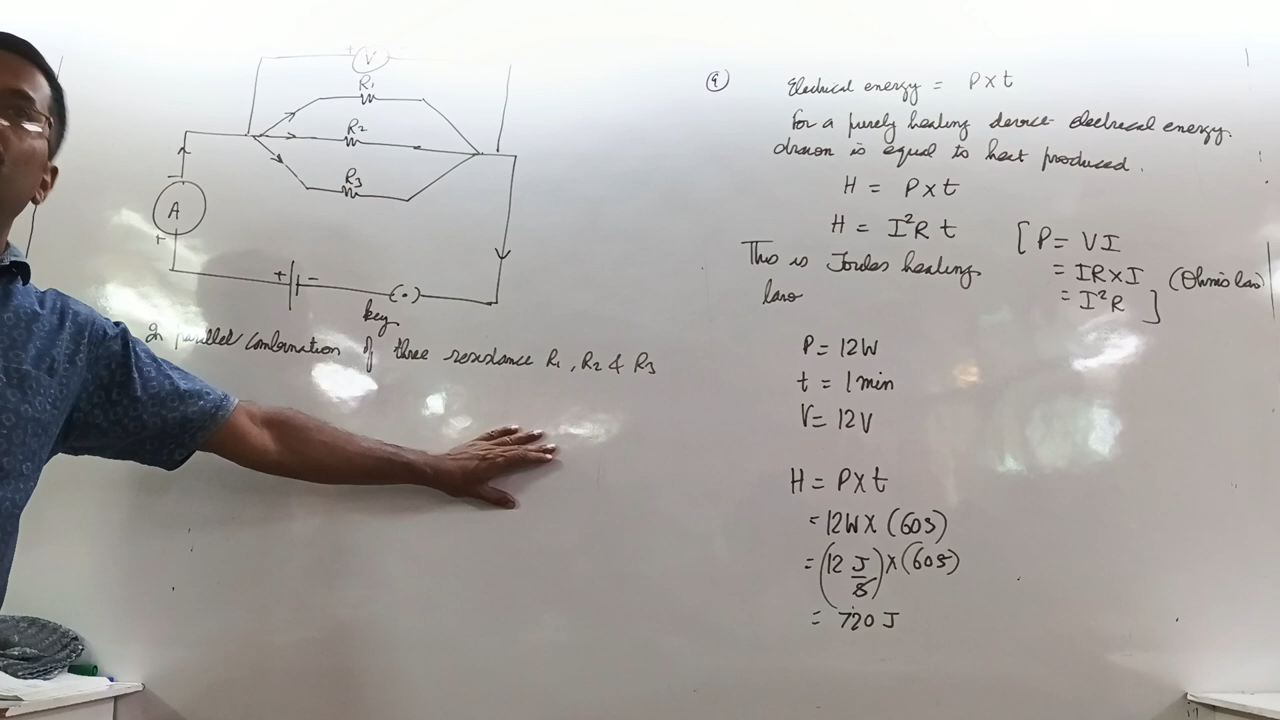 + V
R₁
R₂
R₃
A
+
+ -
(·)
key
In parallel combination of three resistance R₁, R₂ & R₃
9
Electrical energy = P×t
For a purely heating device electrical energy
drawn is equal to heat produced.
H = P×t
H = I²R t
[P = VI
= IR×I (Ohm's law)
= I²R ]
This is Joules heating
law
P = 12W
t = 1 min
V = 12V
H = P×t
= 12W × (60s)
= (12 J/s) × (60s)
= 720 J